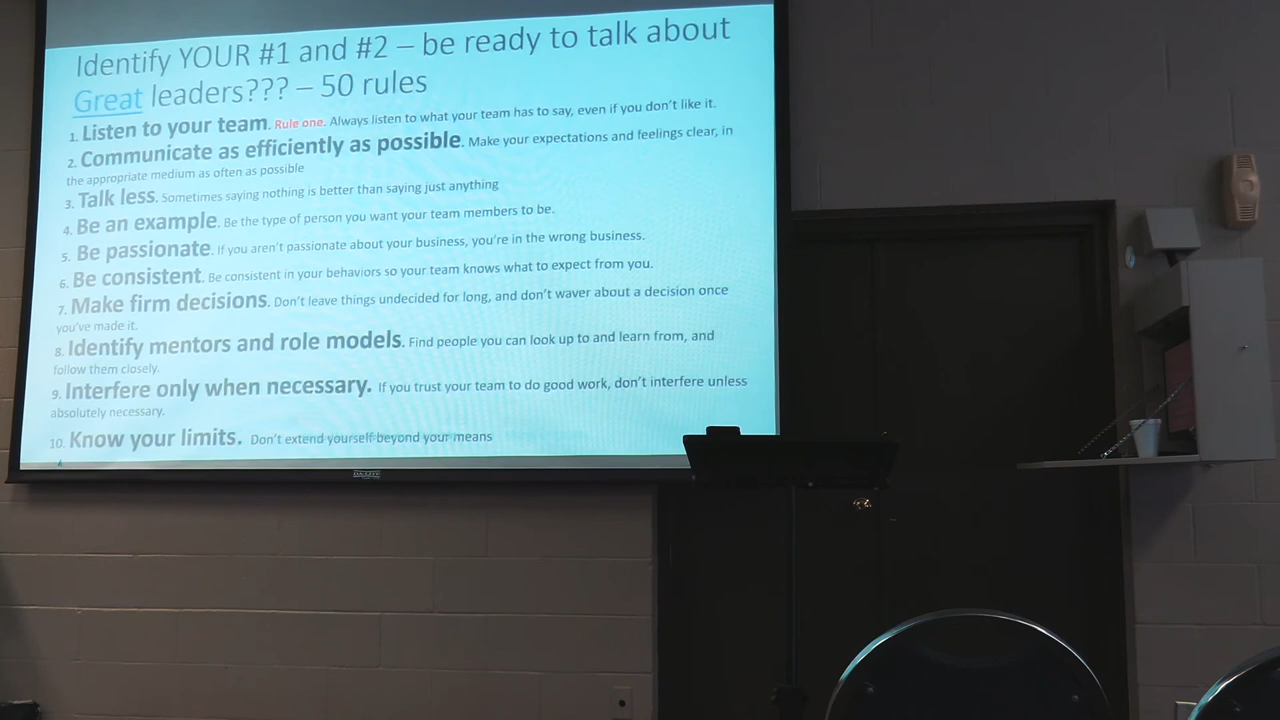 Identify YOUR #1 and #2 – be ready to talk about
Great leaders??? – 50 rules
1. Listen to your team. Rule one. Always listen to what your team has to say, even if you don't like it.
2. Communicate as efficiently as possible. Make your expectations and feelings clear, in
the appropriate medium as often as possible
3. Talk less. Sometimes saying nothing is better than saying just anything
4. Be an example. Be the type of person you want your team members to be.
5. Be passionate. If you aren't passionate about your business, you're in the wrong business.
6. Be consistent. Be consistent in your behaviors so your team knows what to expect from you.
7. Make firm decisions. Don't leave things undecided for long, and don't waver about a decision once
you've made it.
8. Identify mentors and role models. Find people you can look up to and learn from, and
follow them closely.
9. Interfere only when necessary. If you trust your team to do good work, don't interfere unless
absolutely necessary.
10. Know your limits. Don't extend yourself beyond your means
4
DA-LITE